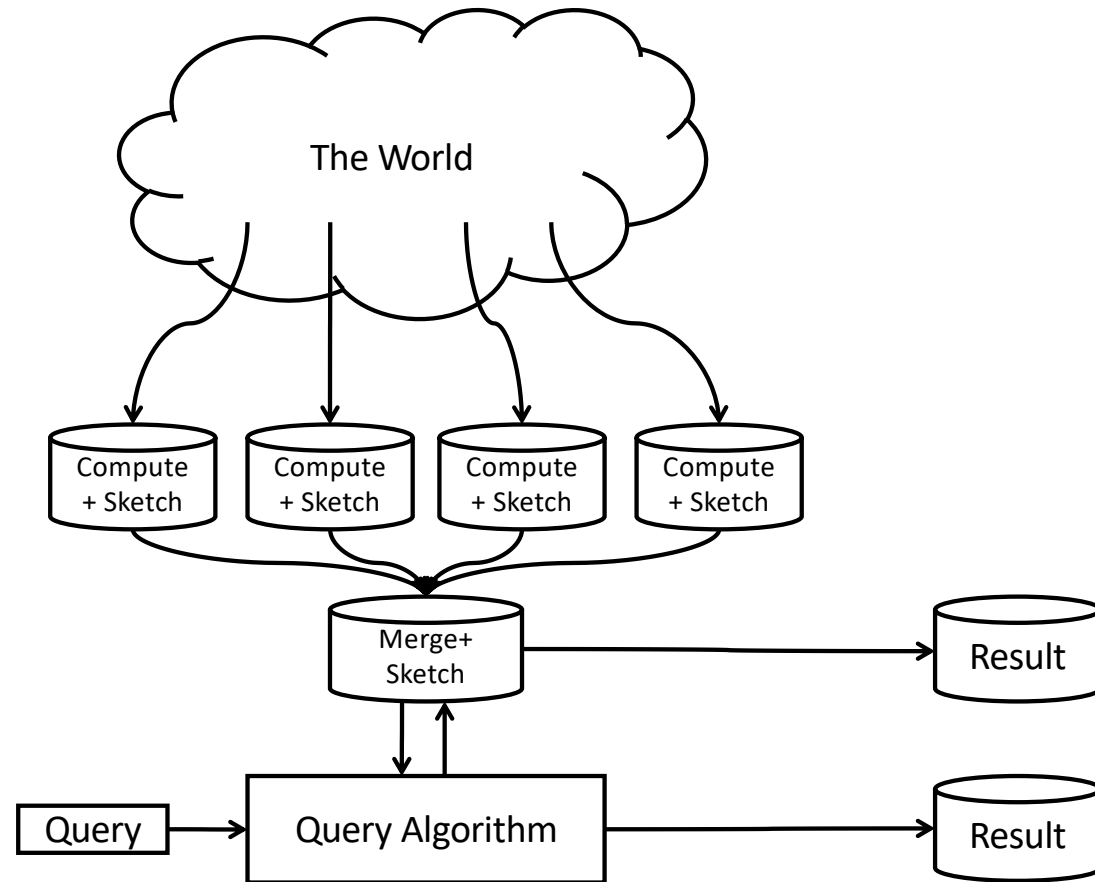 The World
Compute
+ Sketch
Compute
+ Sketch
Compute
+ Sketch
Compute
+ Sketch
Merge+
Sketch
Result
Query
Query Algorithm
Result